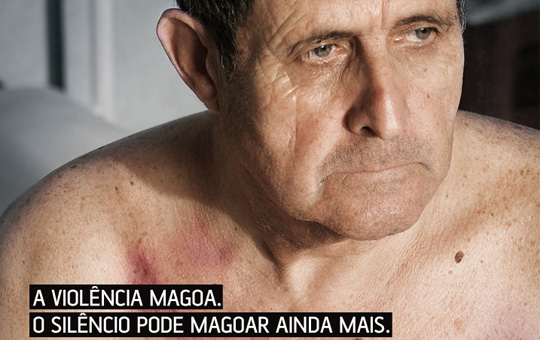 A VIOLÊNCIA MAGOA.
O SILÊNCIO PODE MAGOAR AINDA MAIS.